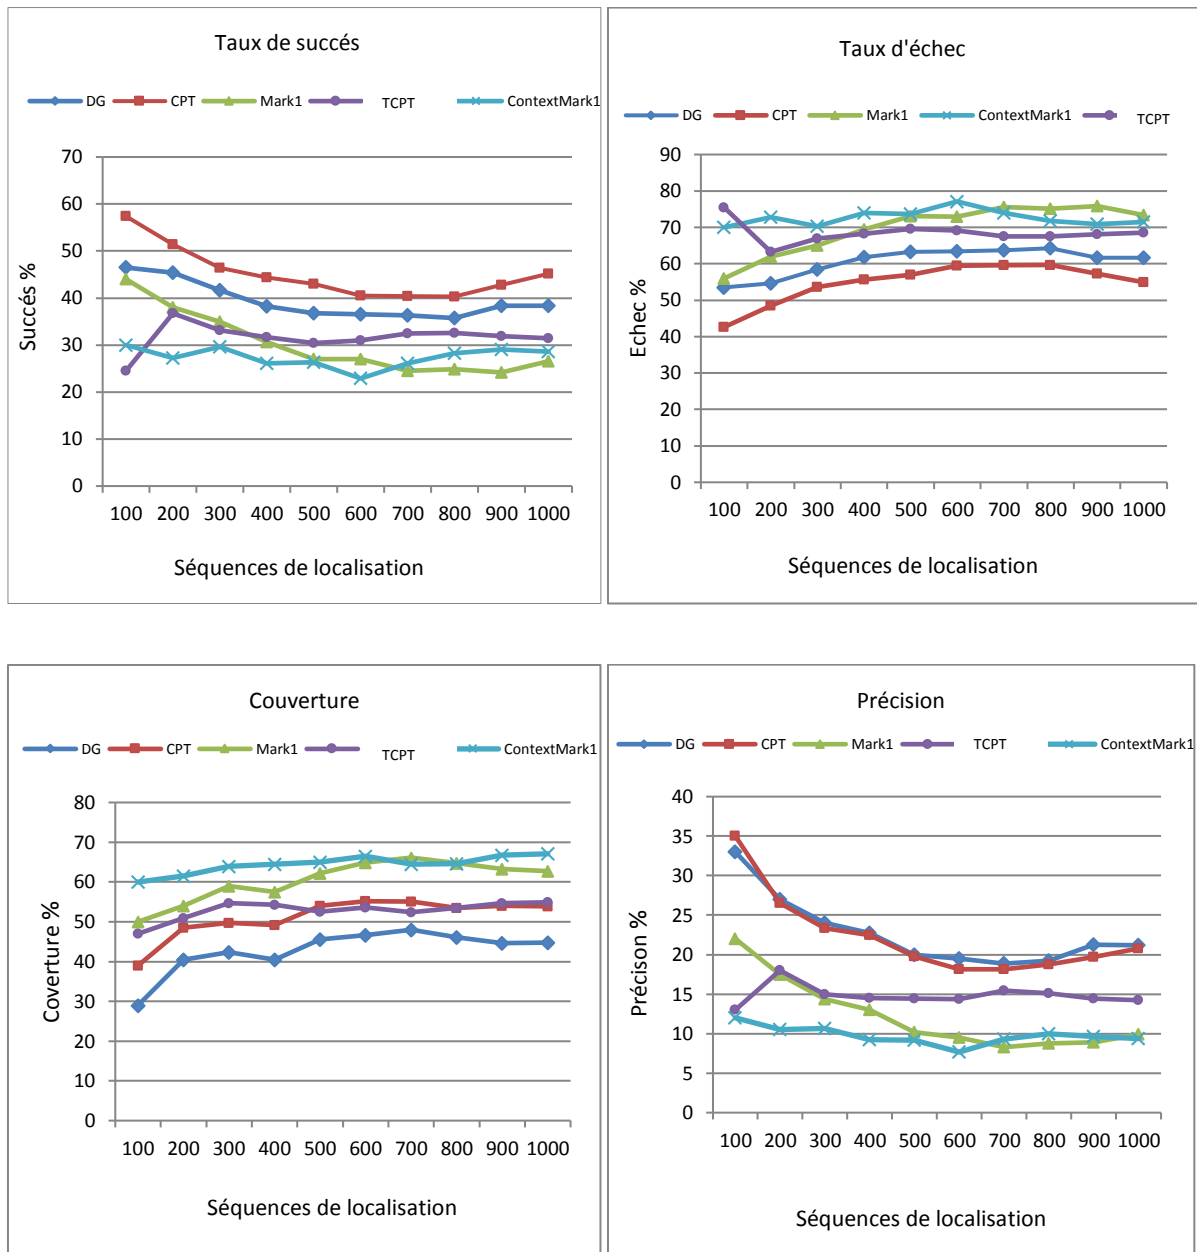 Taux de succés
DG CPT Mark1 TCPT ContextMark1
70
60
50
40
30
20
10
0
Succés %
100 200 300 400 500 600 700 800 900 1000
Séquences de localisation
Taux d'échec
DG CPT Mark1 ContextMark1 TCPT
90
80
70
60
50
40
30
20
10
0
Echec %
100 200 300 400 500 600 700 800 900 1000
Séquences de localisation
Couverture
DG CPT Mark1 TCPT ContextMark1
80
70
60
50
40
30
20
10
0
Coverture %
100 200 300 400 500 600 700 800 900 1000
Séquences de localisation
Précision
DG CPT Mark1 TCPT ContextMark1
40
35
30
25
20
15
10
5
0
Précison %
100 200 300 400 500 600 700 800 900 1000
Séquences de localisation